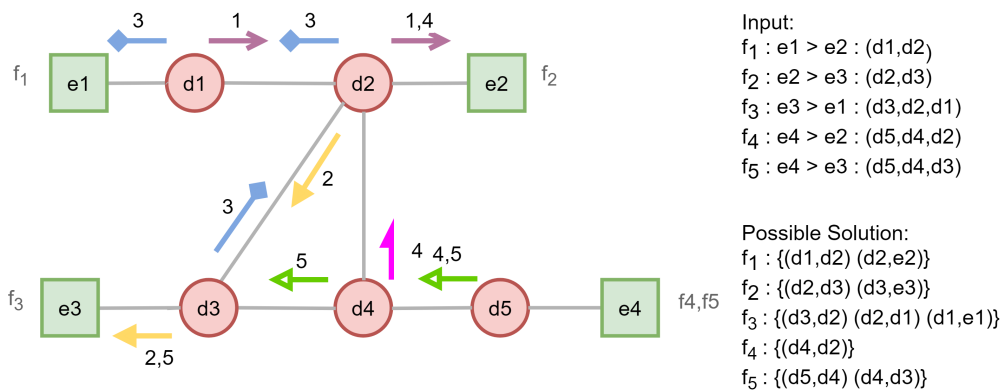 3 1 3 1,4
f1 e1 d1 d2 e2 f2
2
3
5 4 4,5
f3 e3 d3 d4 d5 e4 f4,f5
2,5
Input:
f1 : e1 > e2 : (d1,d2)
f2 : e2 > e3 : (d2,d3)
f3 : e3 > e1 : (d3,d2,d1)
f4 : e4 > e2 : (d5,d4,d2)
f5 : e4 > e3 : (d5,d4,d3)
Possible Solution:
f1 : {(d1,d2) (d2,e2)}
f2 : {(d2,d3) (d3,e3)}
f3 : {(d3,d2) (d2,d1) (d1,e1)}
f4 : {(d4,d2)}
f5 : {(d5,d4) (d4,d3)}